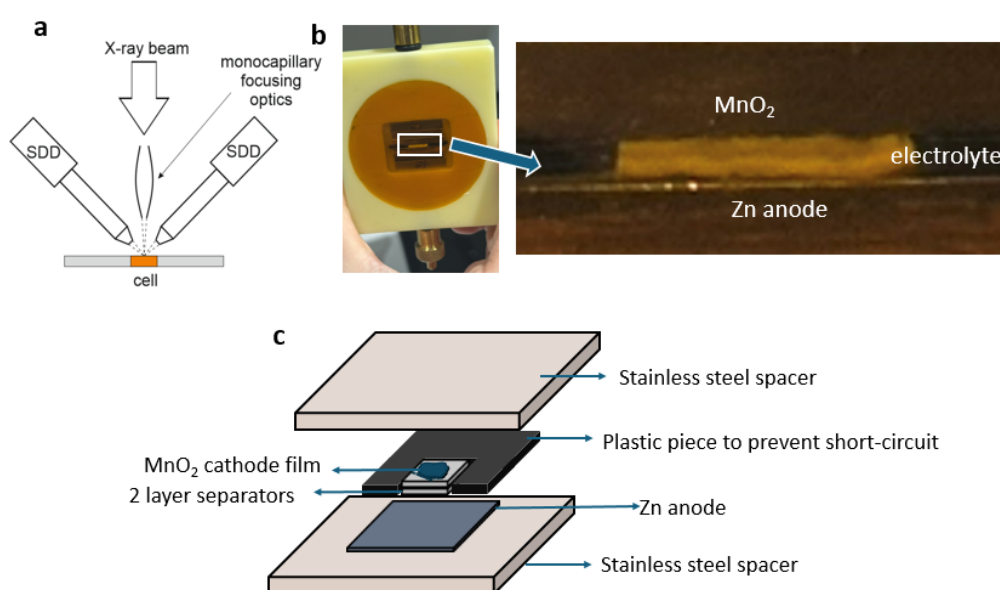 a
X-ray beam
monocapillary
focusing
optics
SDD
SDD
cell
b
MnO₂
electrolyte
Zn anode
c
Stainless steel spacer
Plastic piece to prevent short-circuit
MnO₂ cathode film
2 layer separators
Zn anode
Stainless steel spacer